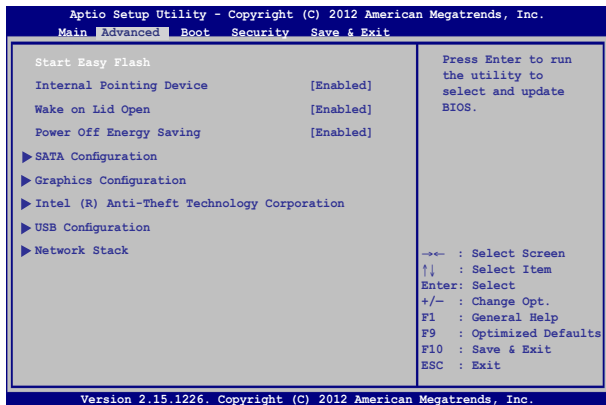 Aptio Setup Utility - Copyright (C) 2012 American Megatrends, Inc.
Main Advanced Boot Security Save & Exit
Start Easy Flash
Internal Pointing Device [Enabled]
Wake on Lid Open [Enabled]
Power Off Energy Saving [Enabled]
SATA Configuration
Graphics Configuration
Intel (R) Anti-Theft Technology Corporation
USB Configuration
Network Stack
Press Enter to run
the utility to
select and update
BIOS.
→← : Select Screen
↑↓ : Select Item
Enter: Select
+/— : Change Opt.
F1 : General Help
F9 : Optimized Defaults
F10 : Save & Exit
ESC : Exit
Version 2.15.1226. Copyright (C) 2012 American Megatrends, Inc.